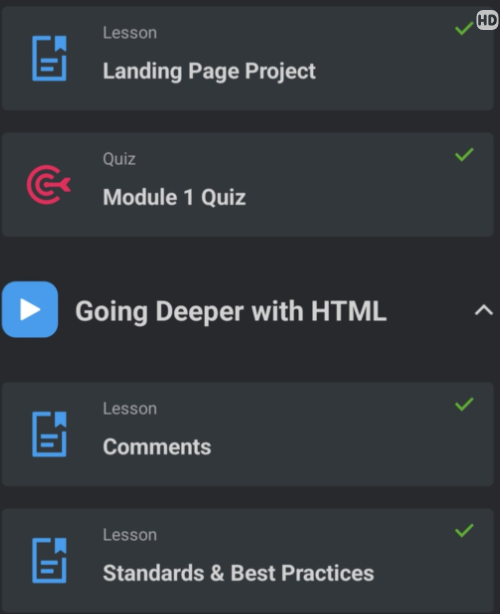 HD
Lesson
Landing Page Project
Quiz
Module 1 Quiz
Going Deeper with HTML
Lesson
Comments
Lesson
Standards & Best Practices